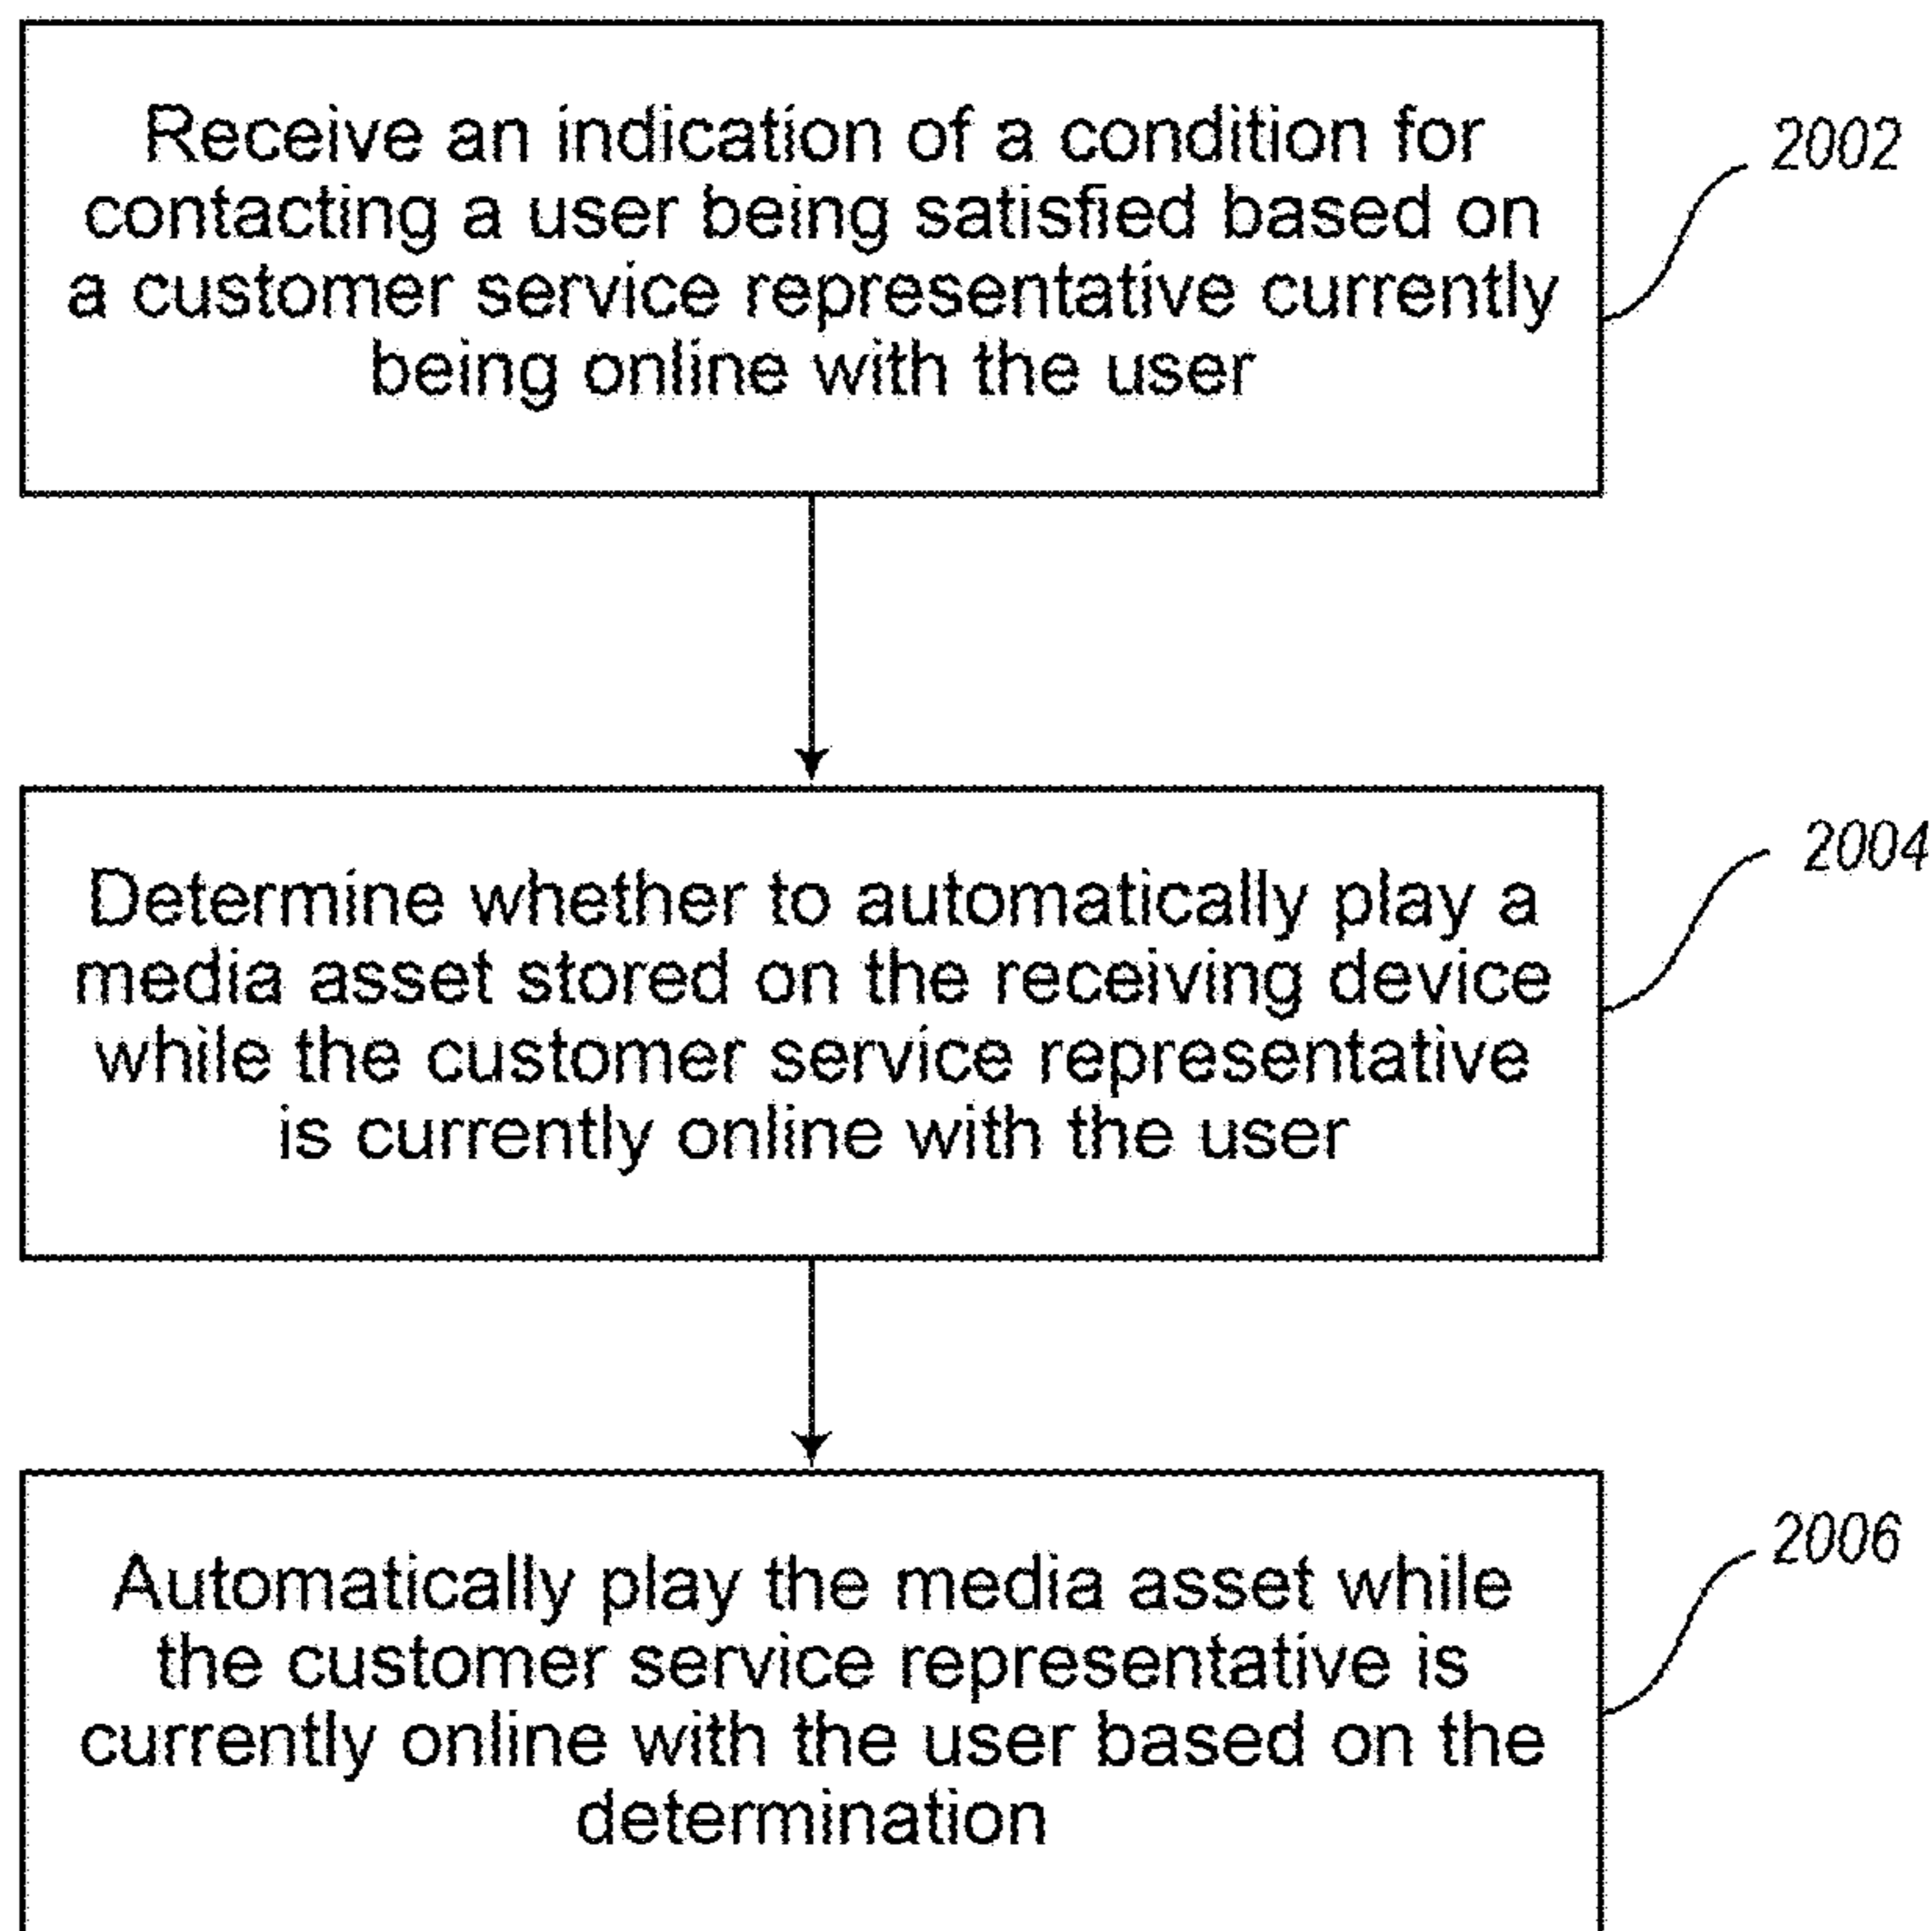 Receive an indication of a condition for
contacting a user being satisfied based on
a customer service representative currently
being online with the user
2002
Determine whether to automatically play a
media asset stored on the receiving device
while the customer service representative
is currently online with the user
2004
Automatically play the media asset while
the customer service representative is
currently online with the user based on the
determination
2006